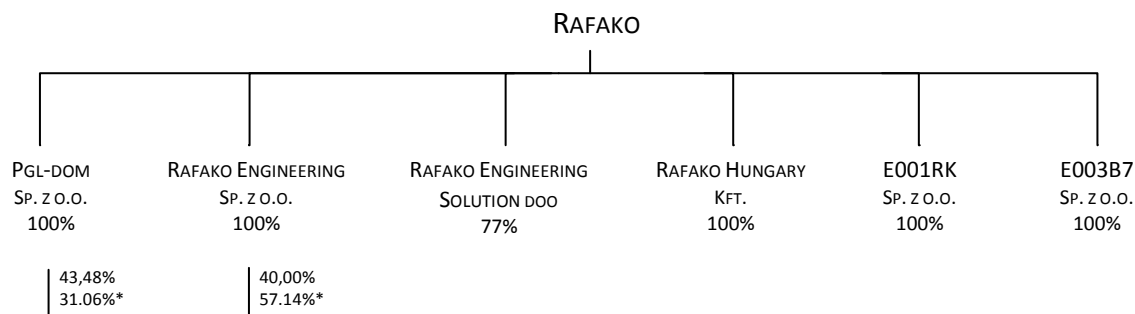 RAFAKO
PGL-DOM
SP. Z O.O.
100%
RAFAKO ENGINEERING
SP. Z O.O.
100%
RAFAKO ENGINEERING
SOLUTION DOO
77%
RAFAKO HUNGARY
KFT.
100%
E001RK
SP. Z O.O.
100%
E003B7
SP. Z O.O.
100%
43,48%
31.06%*
40,00%
57.14%*